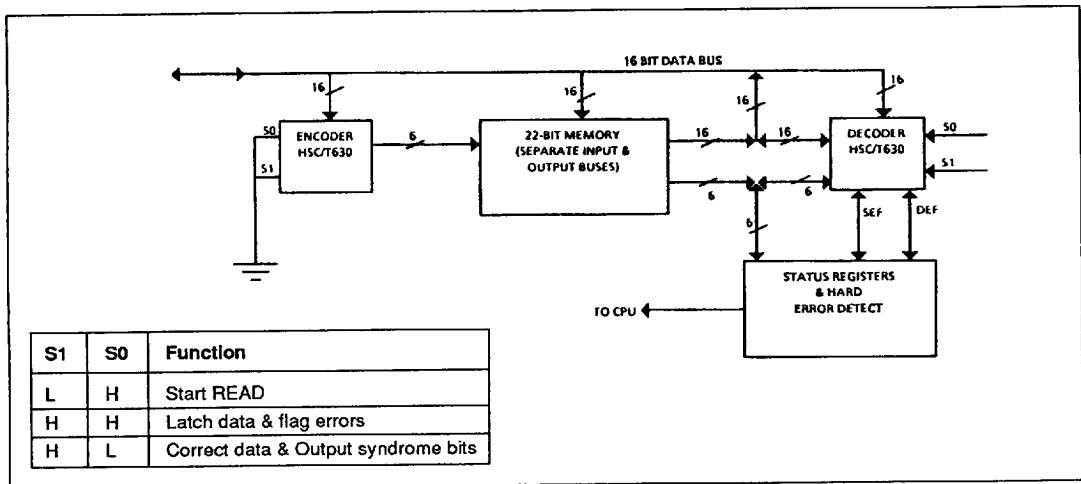 16 BIT DATA BUS
16
16
16
16
S0
S1
ENCODER
HSC/T630
6
22-BIT MEMORY
(SEPARATE INPUT &
OUTPUT BUSES)
16
16
6
6
DECODER
HSC/T630
S0
S1
6
SEF
DEF
STATUS REGISTERS
& HARD
ERROR DETECT
TO CPU
S1 S0 Function
L H Start READ
H H Latch data & flag errors
H L Correct data & Output syndrome bits